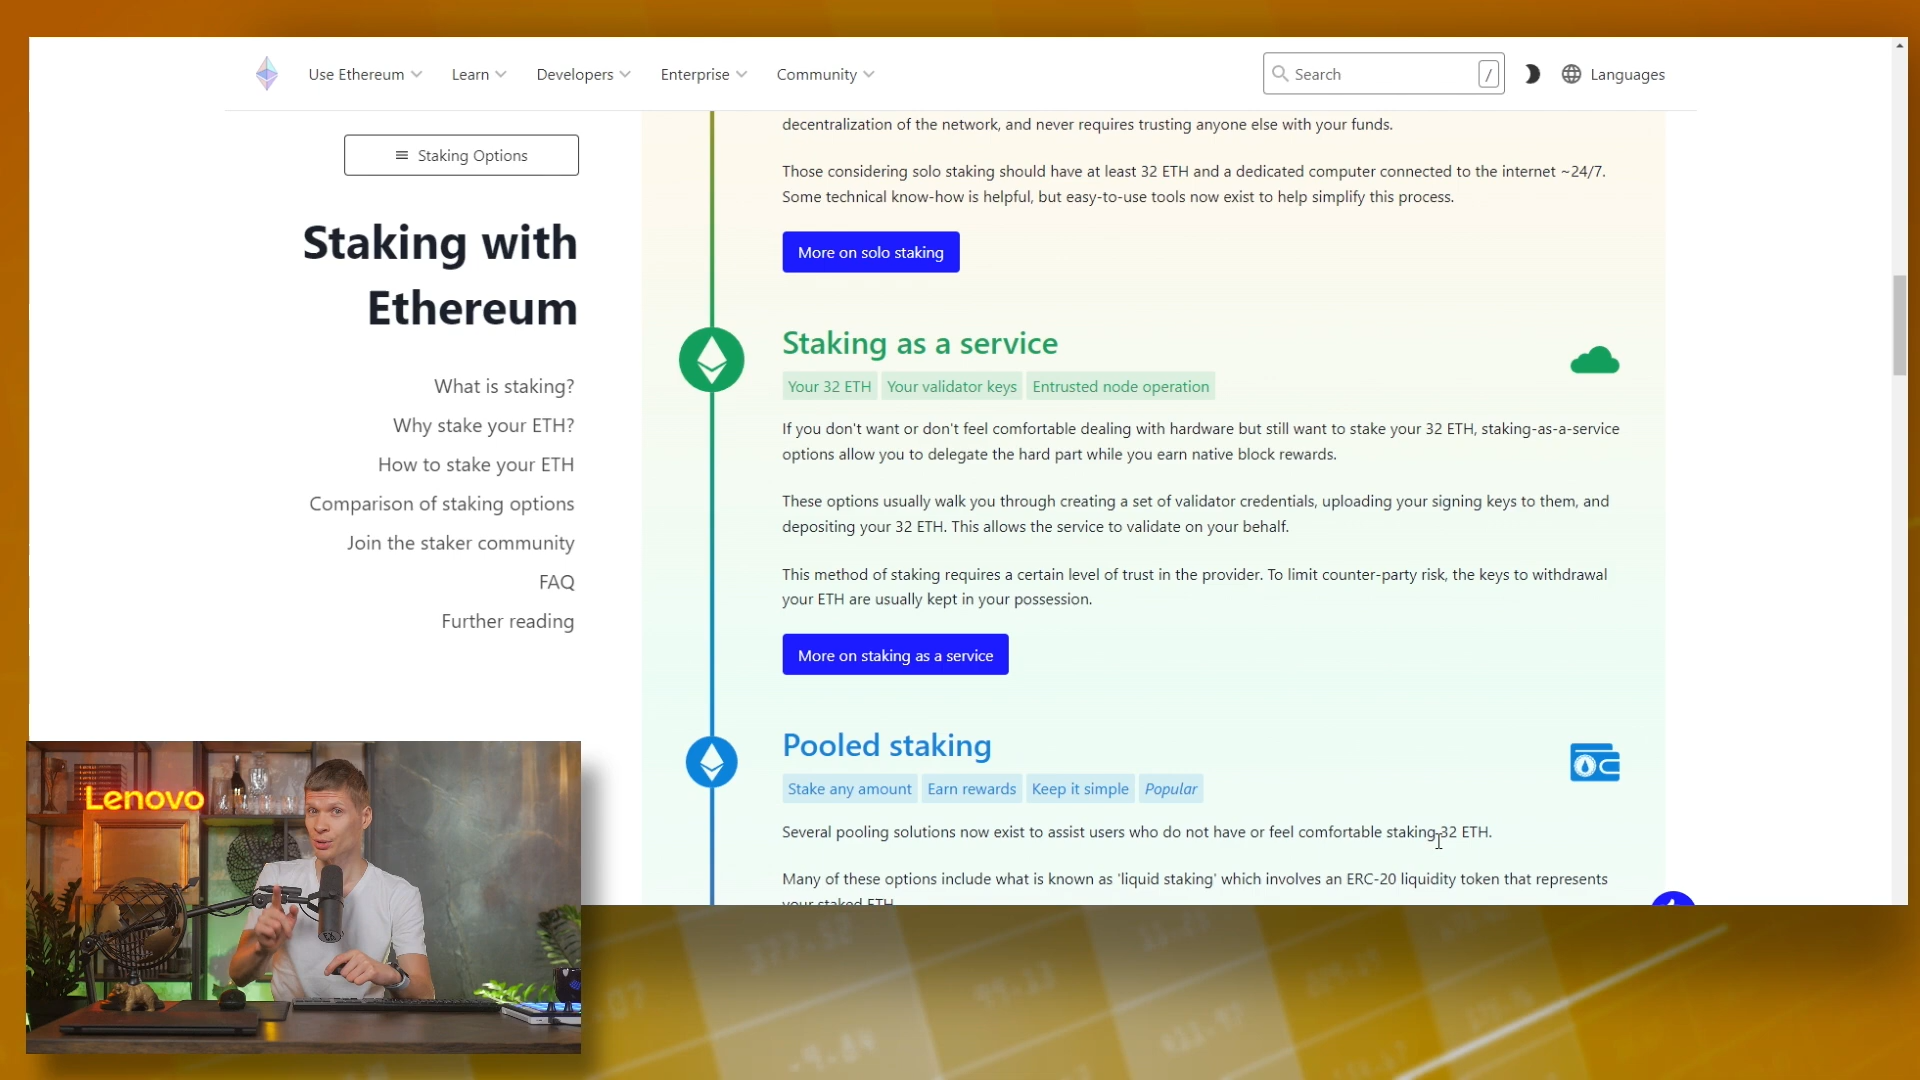 Use Ethereum
Learn
Developers
Enterprise
Community
Search
/
Languages
Staking Options
Staking with
Ethereum
What is staking?
Why stake your ETH?
How to stake your ETH
Comparison of staking options
Join the staker community
FAQ
Further reading
decentralization of the network, and never requires trusting anyone else with your funds.
Those considering solo staking should have at least 32 ETH and a dedicated computer connected to the internet ~24/7.
Some technical know-how is helpful, but easy-to-use tools now exist to help simplify this process.
More on solo staking
Staking as a service
Your 32 ETH Your validator keys Entrusted node operation
If you don't want or don't feel comfortable dealing with hardware but still want to stake your 32 ETH, staking-as-a-service
options allow you to delegate the hard part while you earn native block rewards.
These options usually walk you through creating a set of validator credentials, uploading your signing keys to them, and
depositing your 32 ETH. This allows the service to validate on your behalf.
This method of staking requires a certain level of trust in the provider. To limit counter-party risk, the keys to withdrawal
your ETH are usually kept in your possession.
More on staking as a service
Pooled staking
Stake any amount Earn rewards Keep it simple Popular
Several pooling solutions now exist to assist users who do not have or feel comfortable staking 32 ETH.
Many of these options include what is known as 'liquid staking' which involves an ERC-20 liquidity token that represents
your staked ETH.
Lenovo